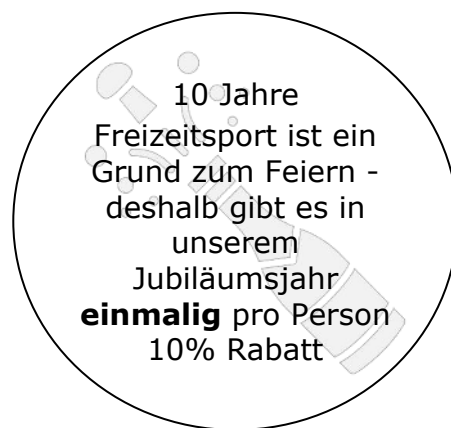 10 Jahre
Freizeitsport ist ein
Grund zum Feiern -
deshalb gibt es in
unserem
Jubiläumsjahr
einmalig pro Person
10% Rabatt